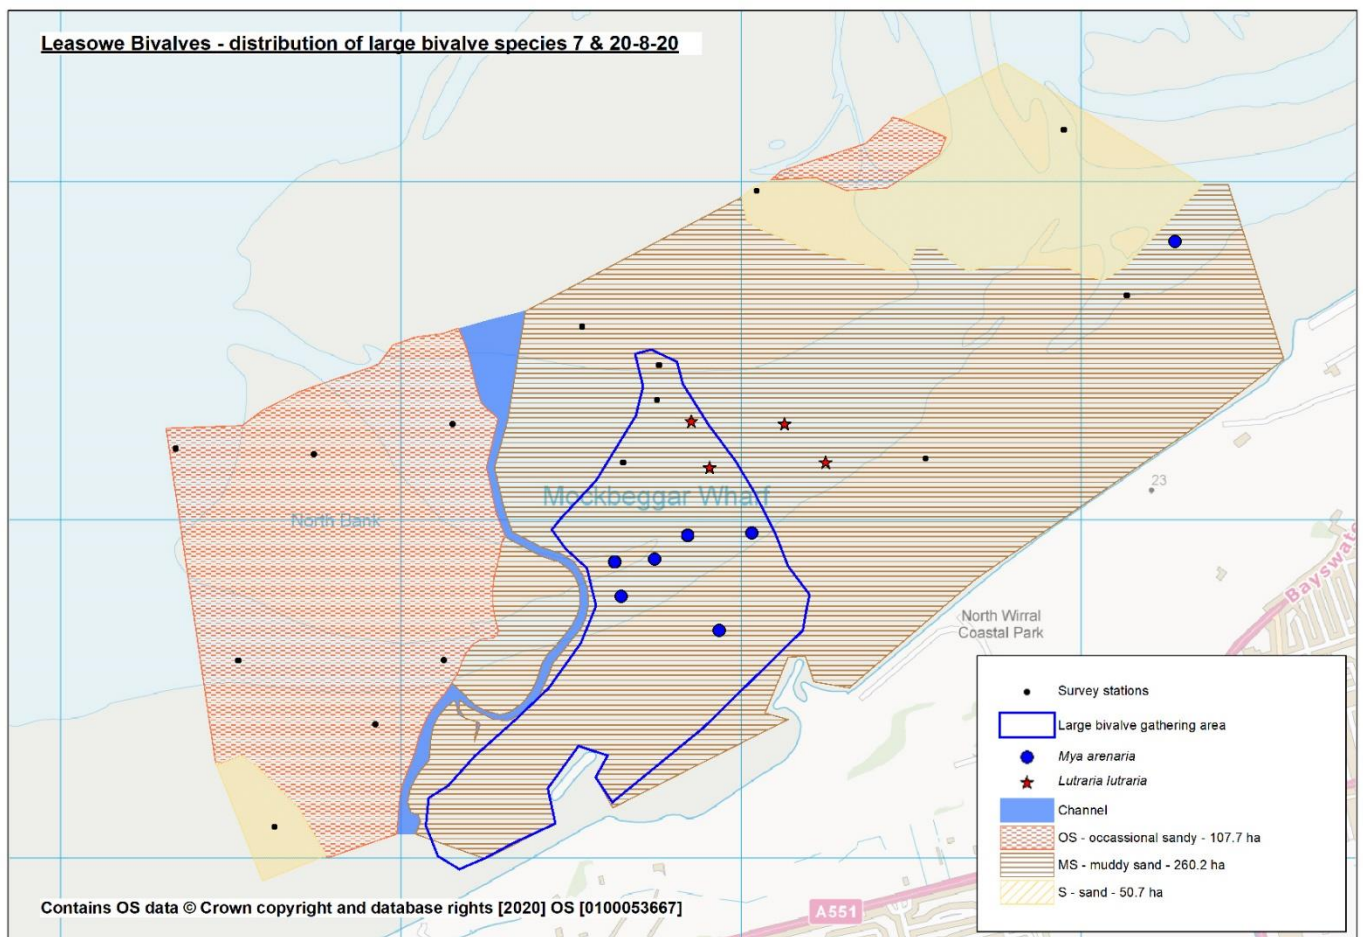 Leasowe Bivalves - distribution of large bivalve species 7 & 20-8-20
Mockbeggar Wharf
North Bank
23
Bayswate
North Wirral
Coastal Park
Survey stations
Large bivalve gathering area
Mya arenaria
Lutraria lutraria
Channel
OS - occassional sandy - 107.7 ha
MS - muddy sand - 260.2 ha
S - sand - 50.7 ha
Contains OS data © Crown copyright and database rights [2020] OS [0100053667]
A551